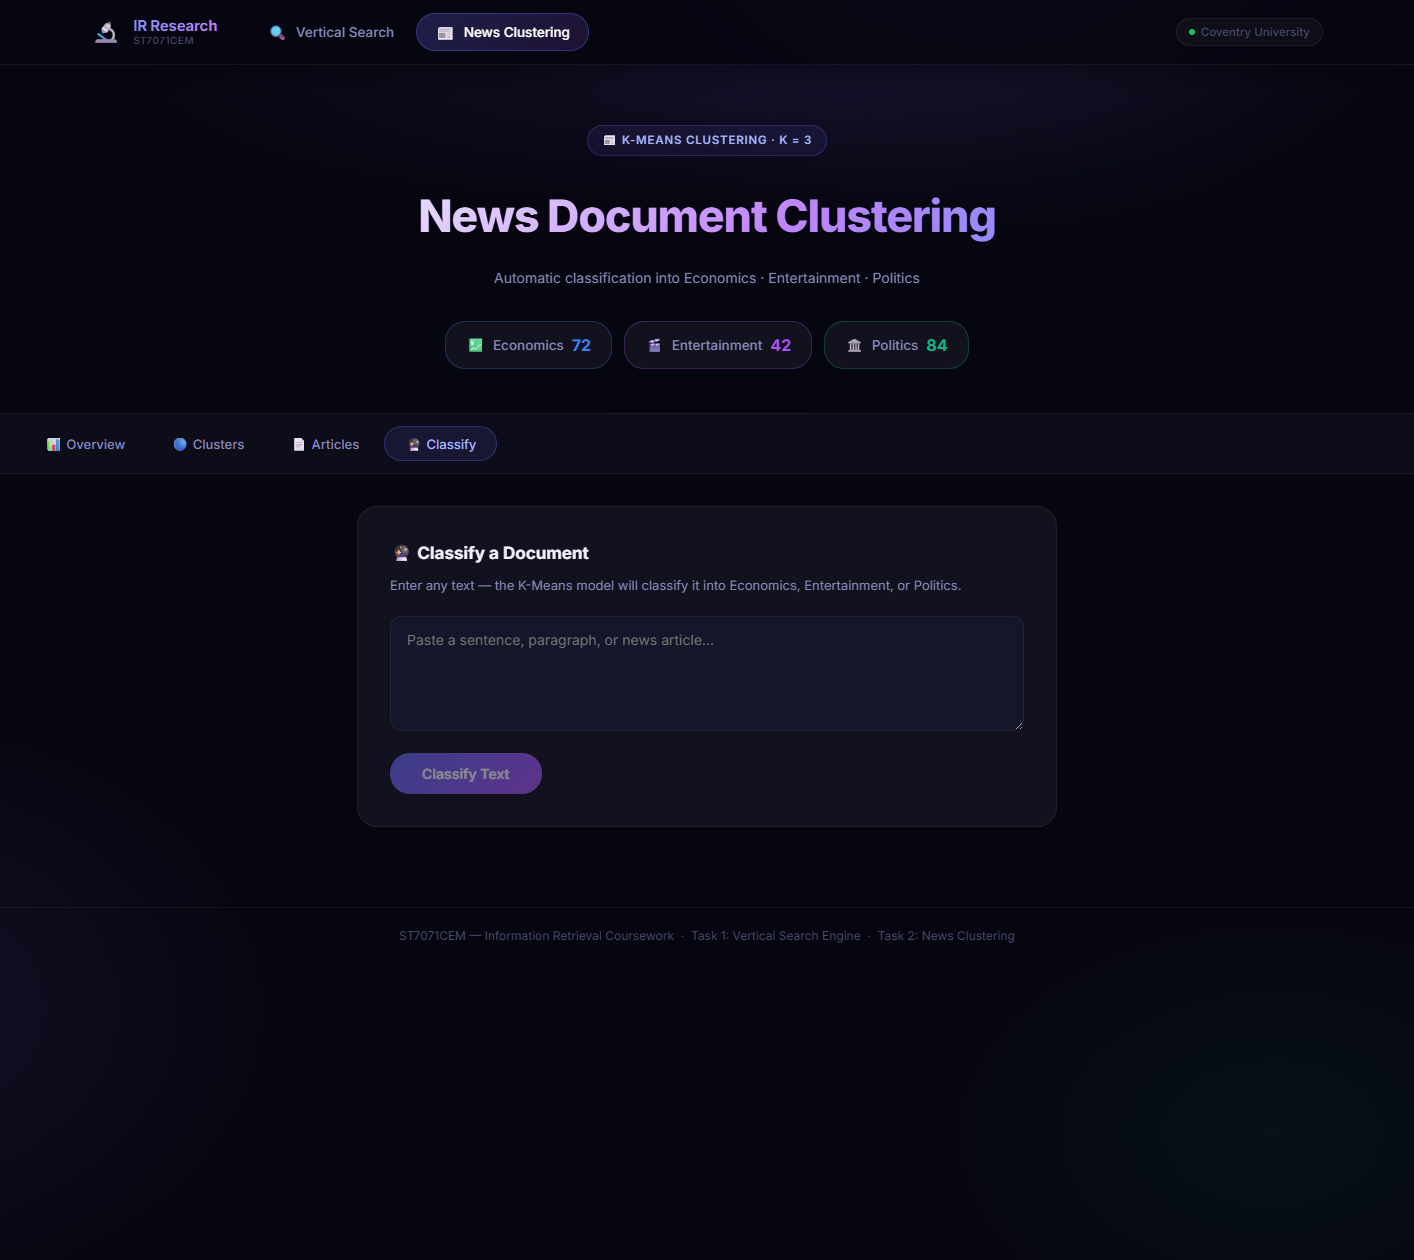 IR Research
ST7071CEM
Vertical Search
News Clustering
Coventry University
K-MEANS CLUSTERING · K = 3
News Document Clustering
Automatic classification into Economics · Entertainment · Politics
Economics 72
Entertainment 42
Politics 84
Overview
Clusters
Articles
Classify
Classify a Document
Enter any text — the K-Means model will classify it into Economics, Entertainment, or Politics.
Paste a sentence, paragraph, or news article...
Classify Text
ST7071CEM — Information Retrieval Coursework · Task 1: Vertical Search Engine · Task 2: News Clustering